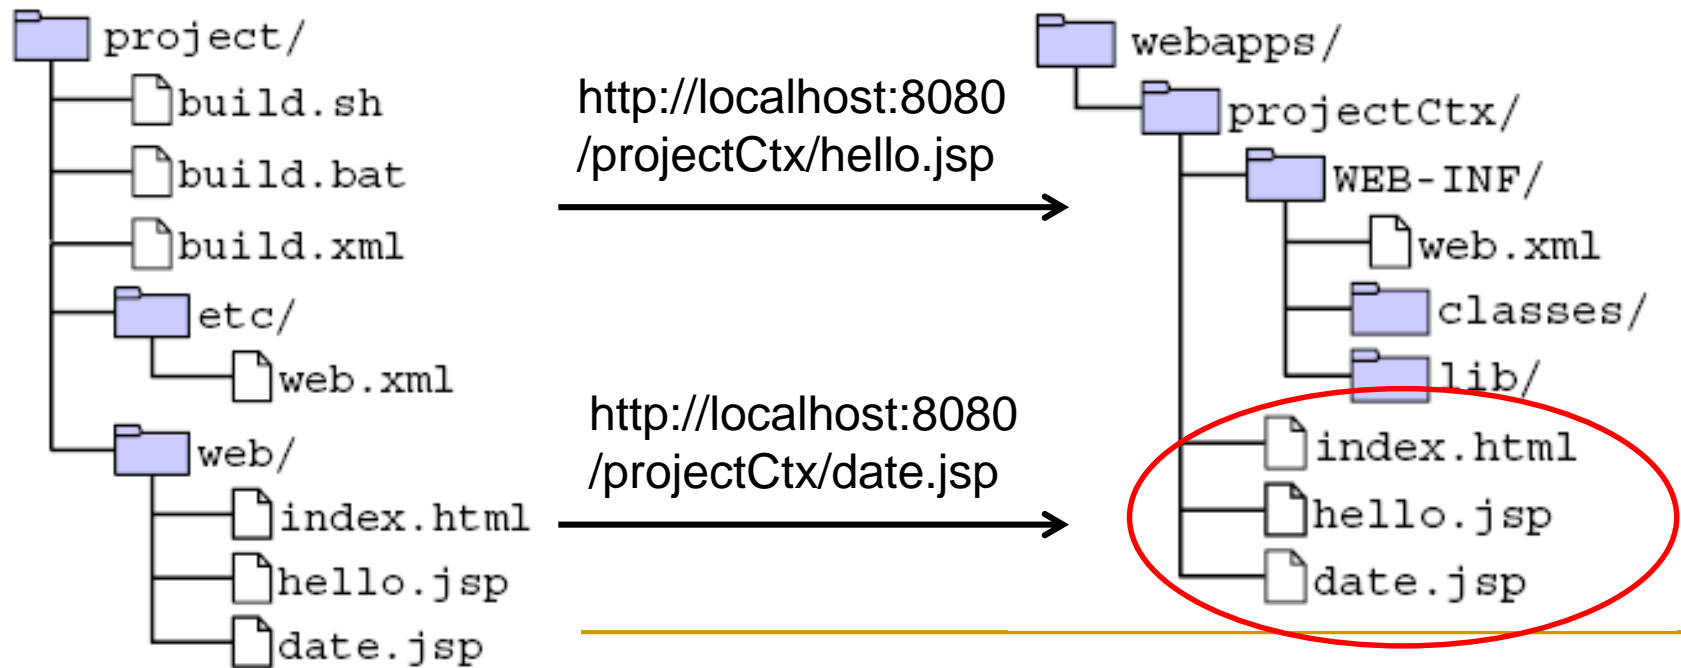 project/
build.sh
build.bat
build.xml
etc/
web.xml
web/
index.html
hello.jsp
date.jsp
http://localhost:8080
/projectCtx/hello.jsp
http://localhost:8080
/projectCtx/date.jsp
webapps/
projectCtx/
WEB-INF/
web.xml
classes/
lib/
index.html
hello.jsp
date.jsp